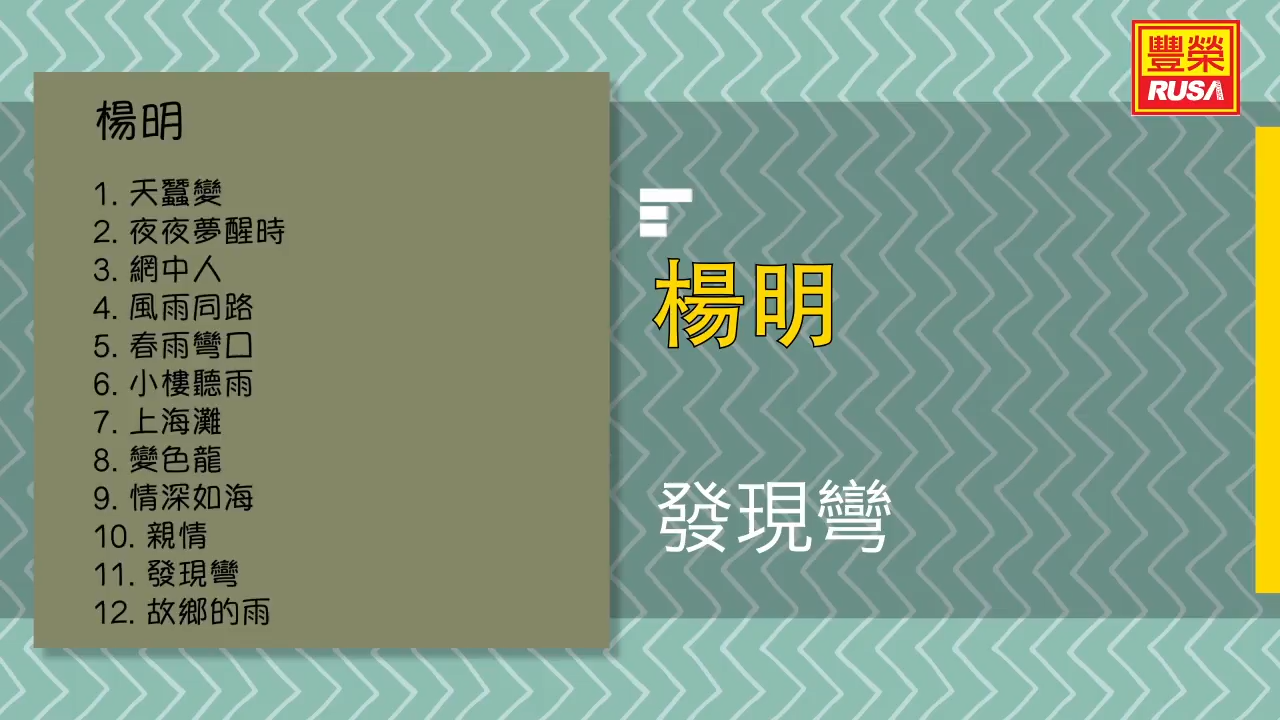 楊明
1. 天蠶變
2. 夜夜夢醒時
3. 網中人
4. 風雨同路
5. 春雨彎口
6. 小樓聽雨
7. 上海灘
8. 變色龍
9. 情深如海
10. 親情
11. 發現彎
12. 故鄉的雨
豐榮
RUSA
楊明
發現彎